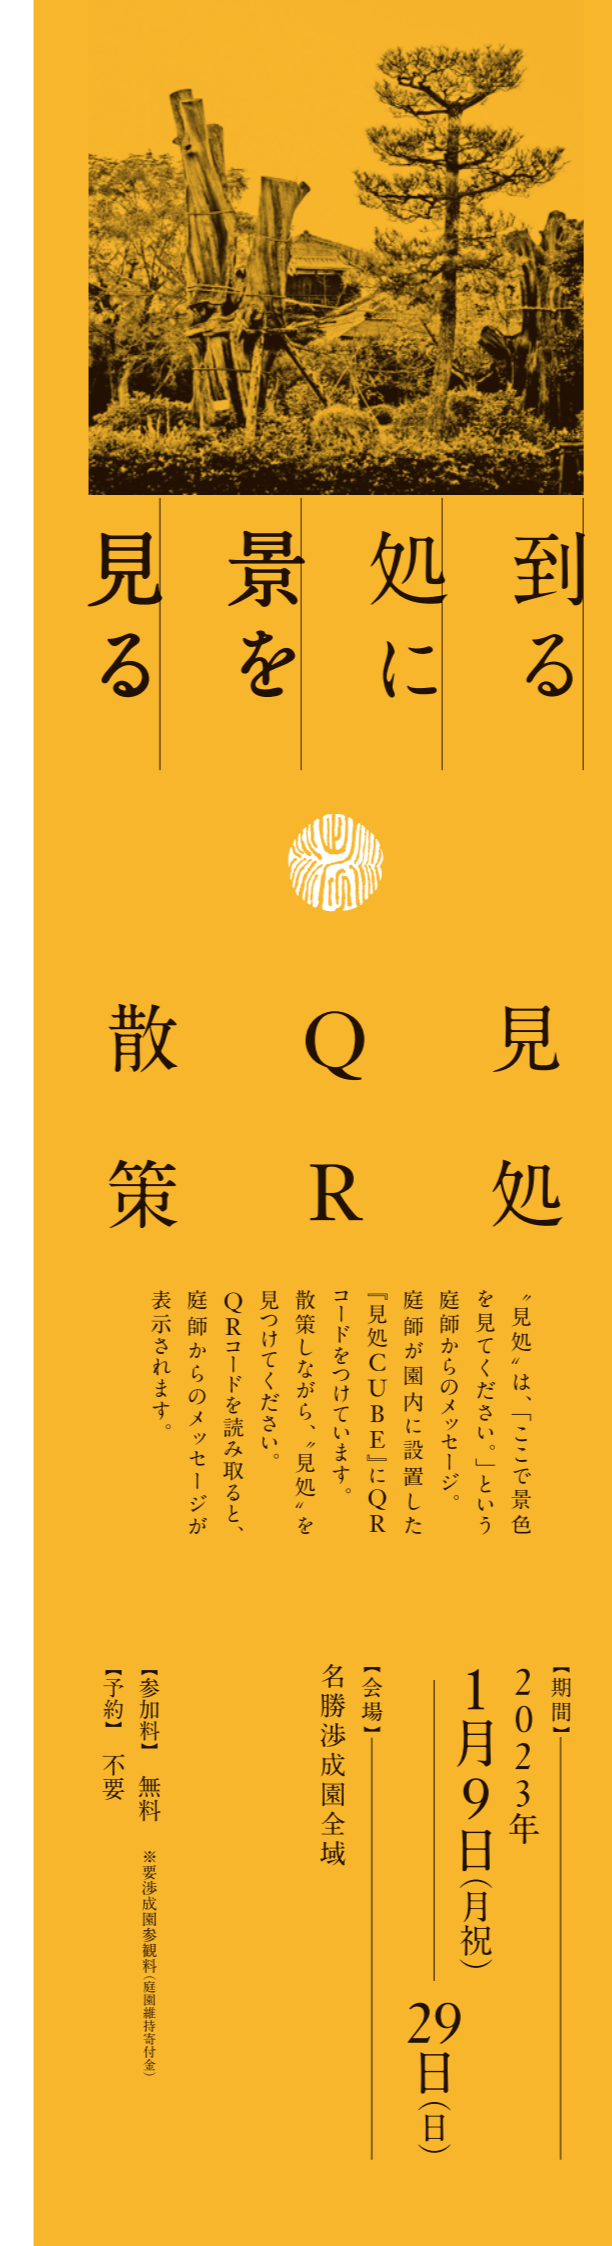 到る
処に
景を
見る
見処
QR
散策
〝見処〟は、「ここで景色
を見てください。」という
庭師からのメッセージ。
庭師が園内に設置した
『見処CUBE』にQR
コードをつけています。
散策しながら、〝見処〟を
見つけてください。
QRコードを読み取ると、
庭師からのメッセージが
表示されます。
【期間】
2023年
1月9日(月祝)
29日(日)
【会場】
名勝渉成園全域
【参加料】 無料 ※要渉成園参観料(庭園維持寄付金)
【予約】 不要